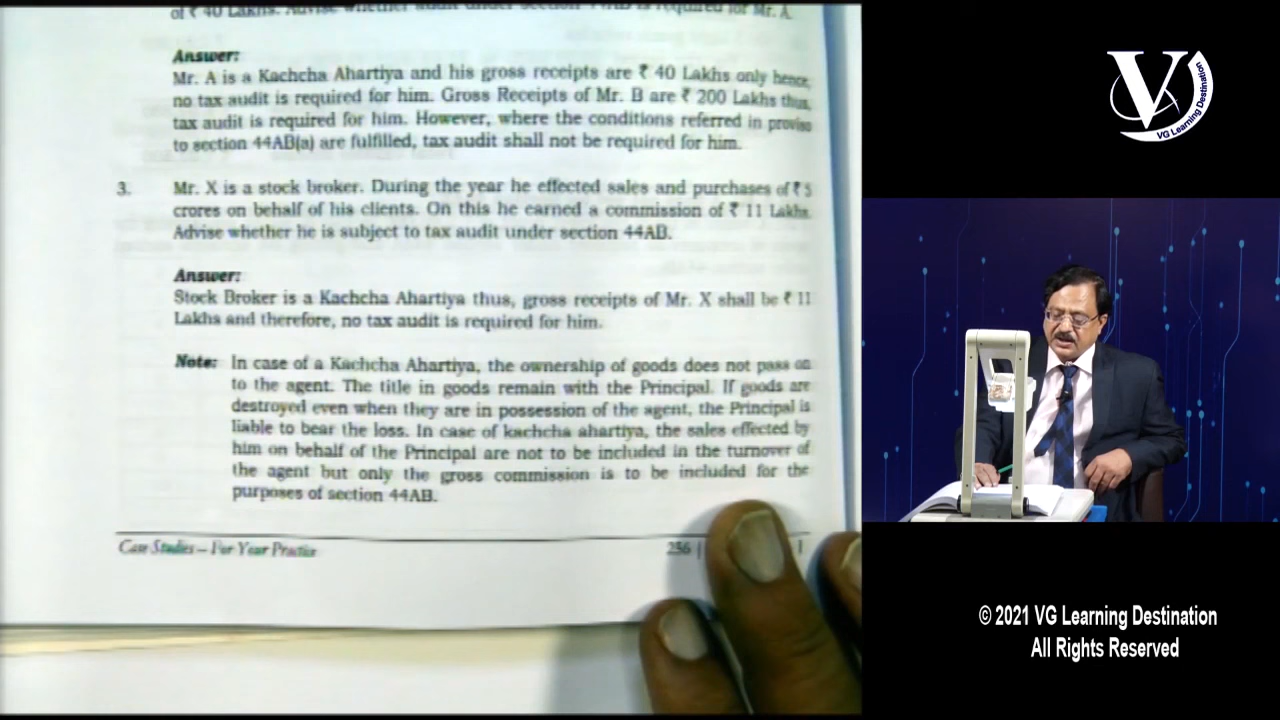 of ₹ 40 Lakhs. Advise whether audit under section 44AB is required for Mr. A.
Answer:
Mr. A is a Kachcha Ahartiya and his gross receipts are ₹ 40 Lakhs only hence,
no tax audit is required for him. Gross Receipts of Mr. B are ₹ 200 Lakhs thus,
tax audit is required for him. However, where the conditions referred in proviso
to section 44AB(a) are fulfilled, tax audit shall not be required for him.
3. Mr. X is a stock broker. During the year he effected sales and purchases of ₹ 5
crores on behalf of his clients. On this he earned a commission of ₹ 11 Lakhs.
Advise whether he is subject to tax audit under section 44AB.
Answer:
Stock Broker is a Kachcha Ahartiya thus, gross receipts of Mr. X shall be ₹ 11
Lakhs and therefore, no tax audit is required for him.
Note: In case of a Kachcha Ahartiya, the ownership of goods does not pass on
to the agent. The title in goods remain with the Principal. If goods are
destroyed even when they are in possession of the agent, the Principal is
liable to bear the loss. In case of kachcha ahartiya, the sales effected by
him on behalf of the Principal are not to be included in the turnover of
the agent but only the gross commission is to be included for the
purposes of section 44AB.
Case Studies – For Your Practice 256 |
V
VG Learning Destination
© 2021 VG Learning Destination
All Rights Reserved